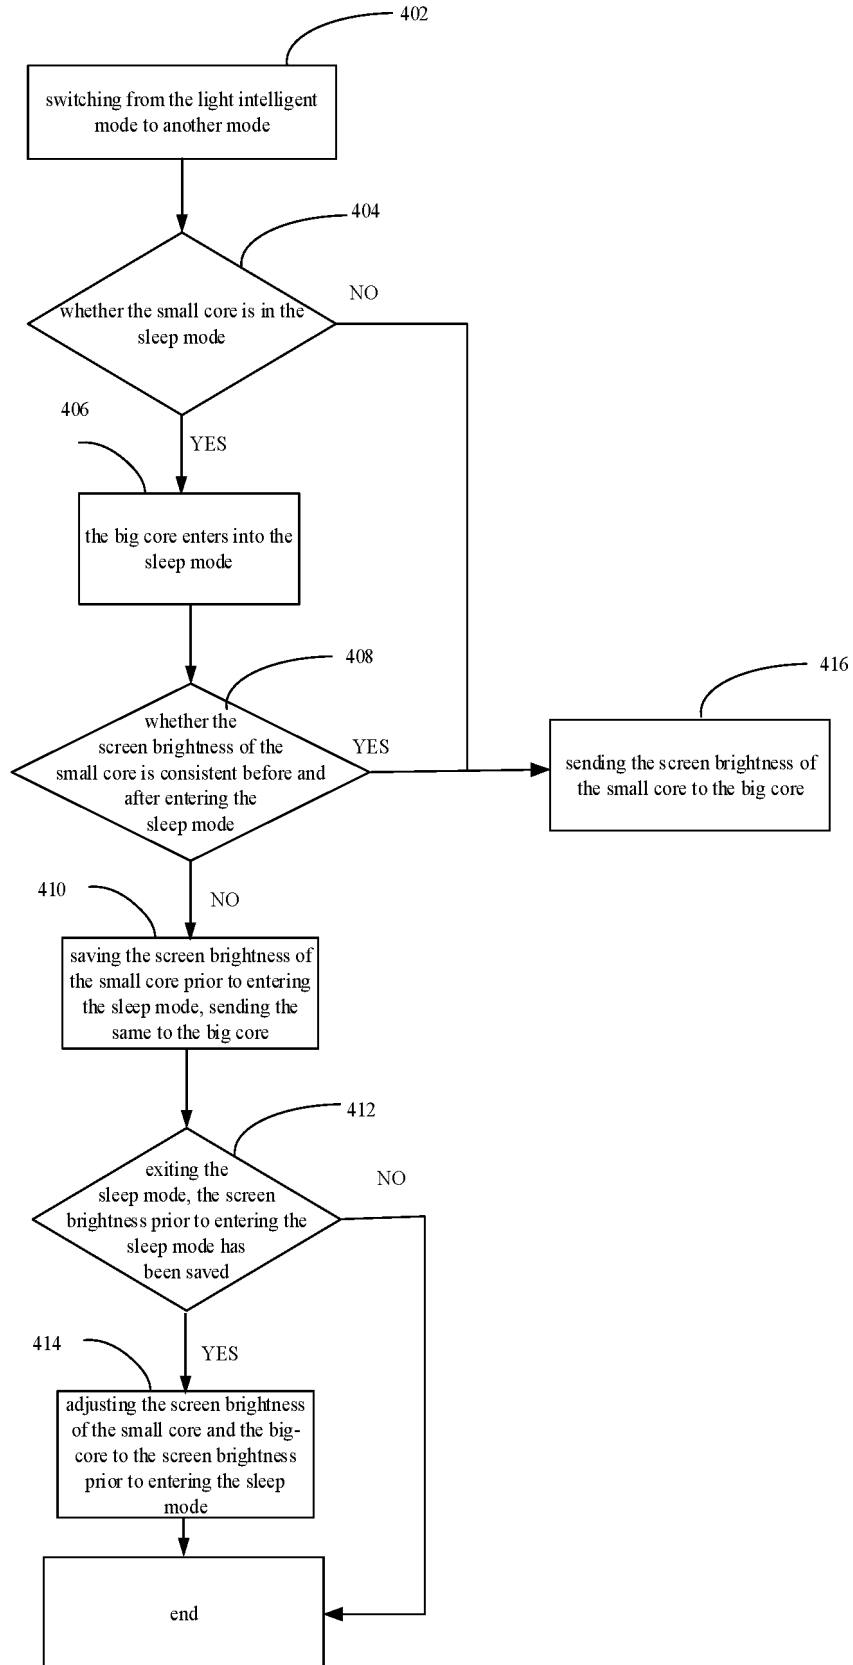 402
switching from the light intelligent
mode to another mode
404
NO
whether the small core is in the
sleep mode
406
YES
the big core enters into the
sleep mode
408
416
whether the
screen brightness of the
small core is consistent before and
after entering the
sleep mode
YES
sending the screen brightness of
the small core to the big core
410
NO
saving the screen brightness of
the small core prior to entering
the sleep mode, sending the
same to the big core
412
exiting the
sleep mode, the screen
brightness prior to entering the
sleep mode has
been saved
NO
414
YES
adjusting the screen brightness
of the small core and the big-
core to the screen brightness
prior to entering the sleep
mode
end